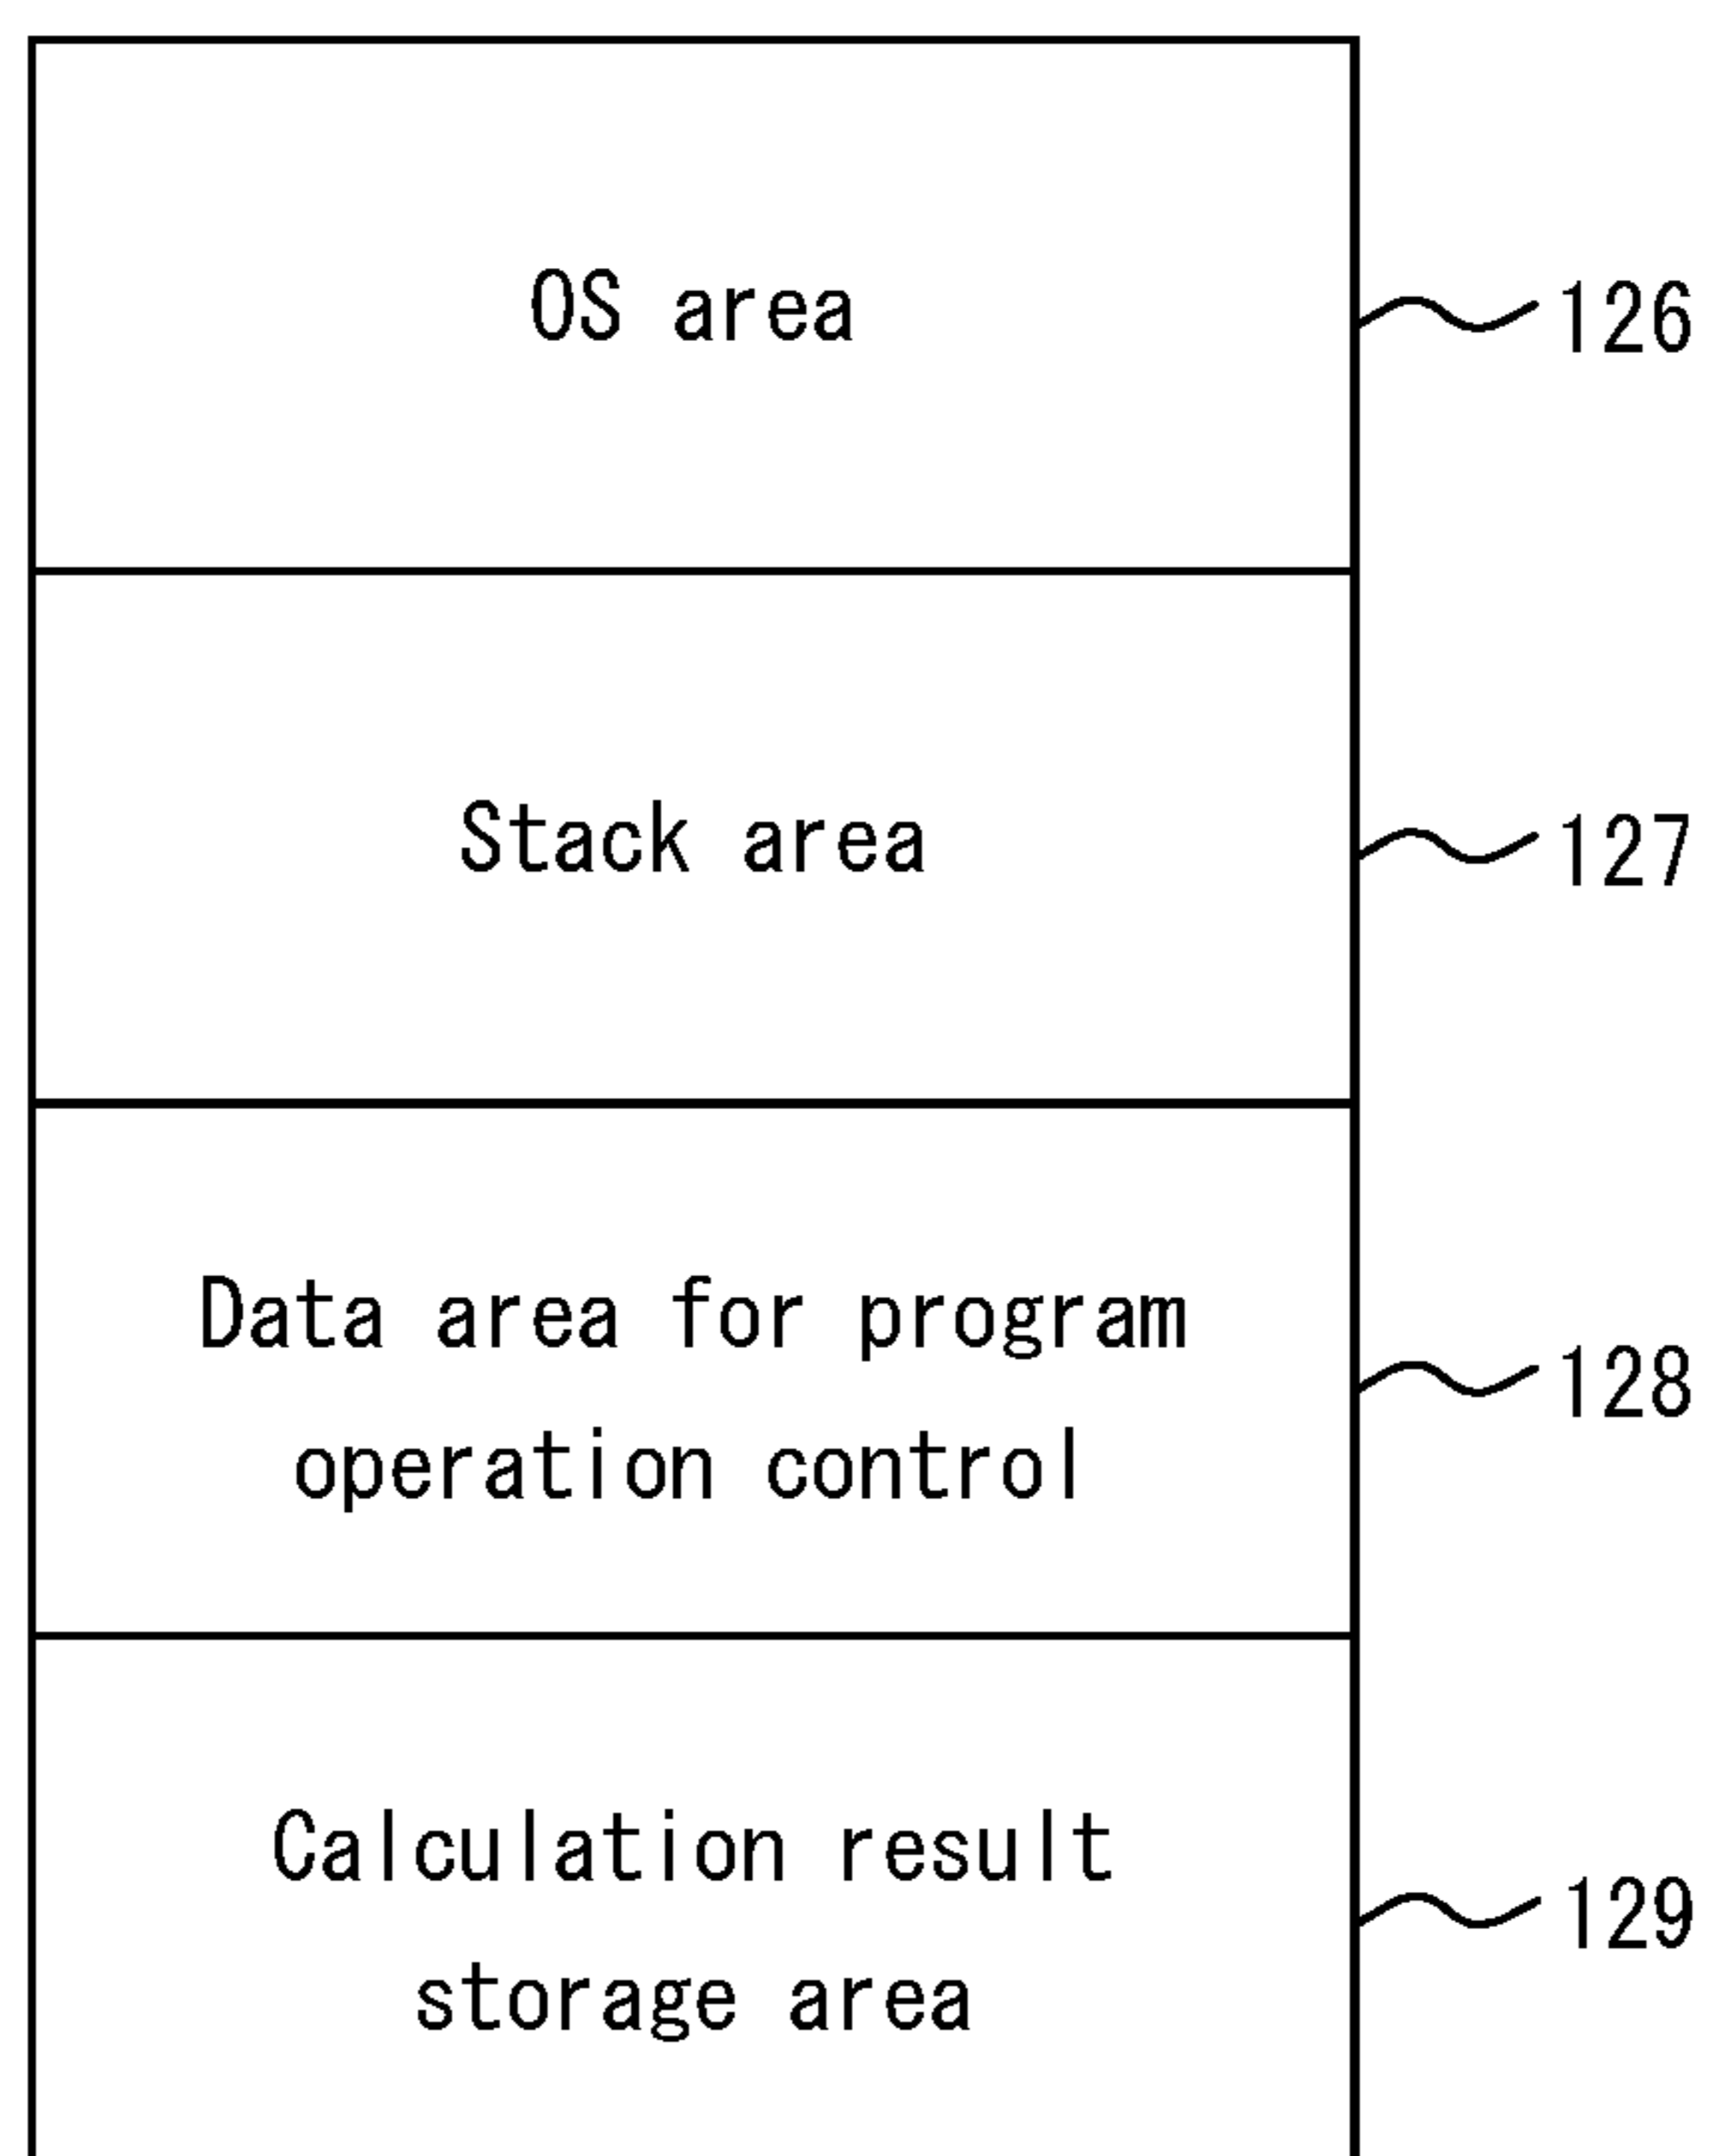 OS area
126
Stack area
127
Data area for program
operation control
128
Calculation result
storage area
129